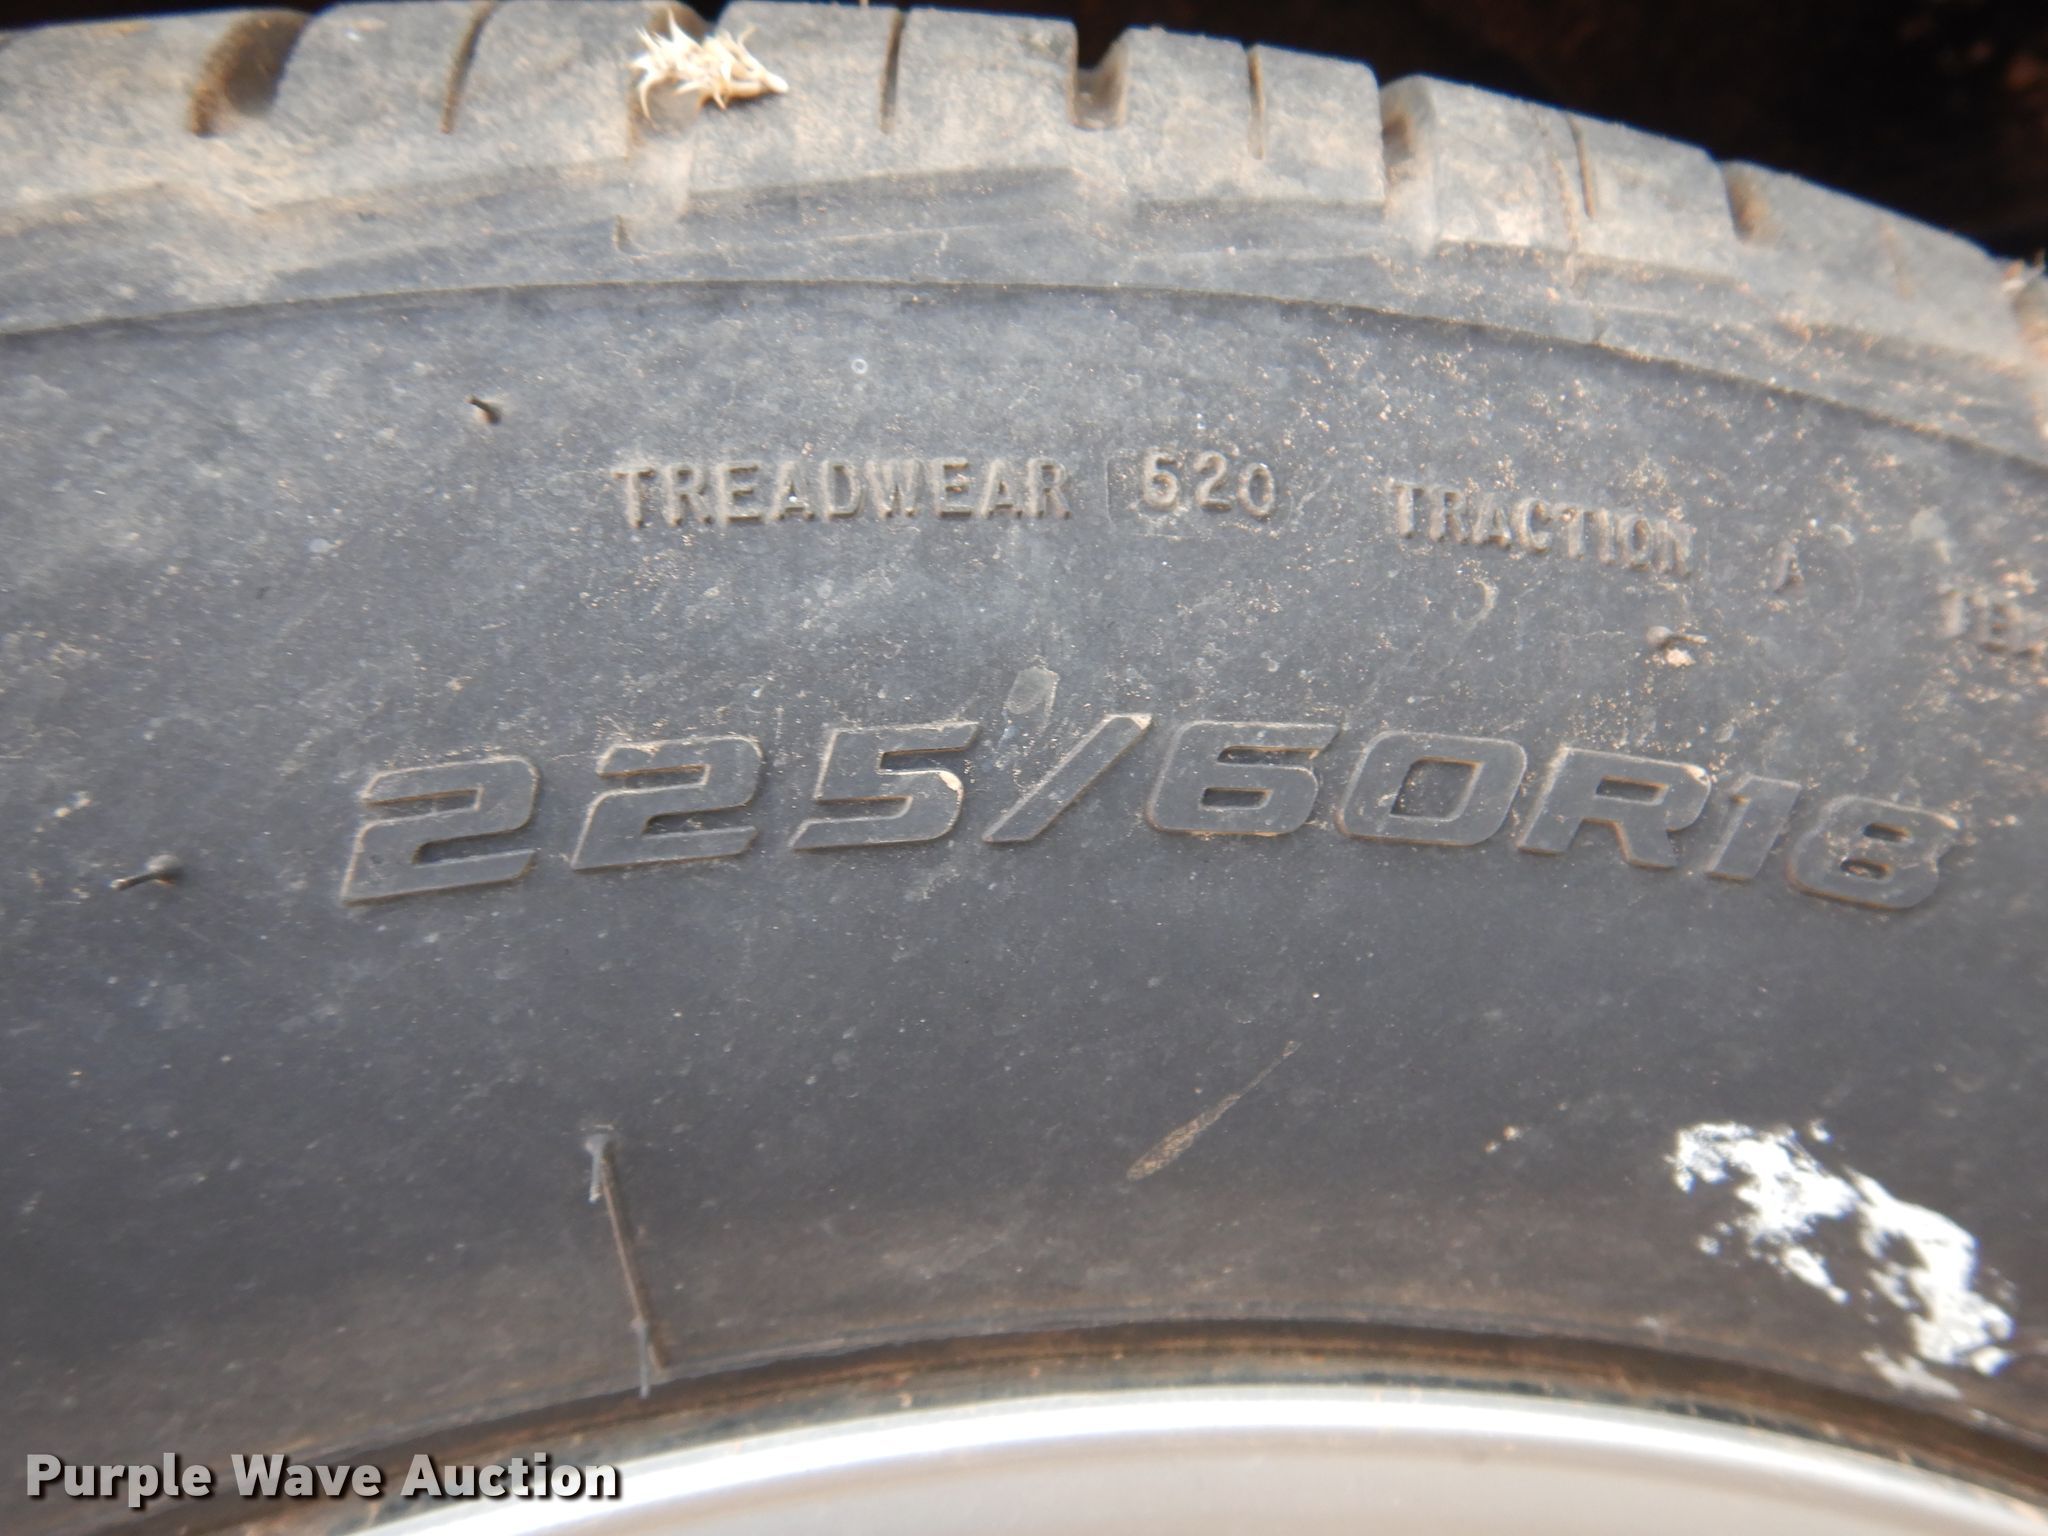 TREADWEAR 520 TRACTION A
225/60R18
Purple Wave Auction